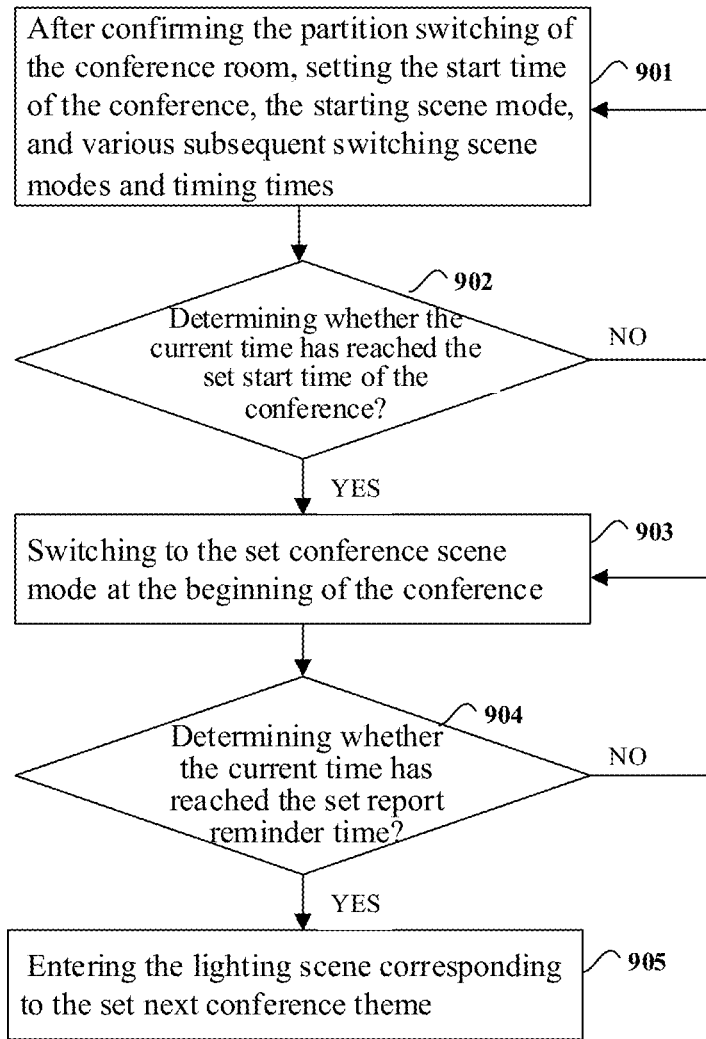 After confirming the partition switching of
the conference room, setting the start time
of the conference, the starting scene mode,
and various subsequent switching scene
modes and timing times
901
902
Determining whether the
current time has reached the
set start time of the
conference?
NO
YES
903
Switching to the set conference scene
mode at the beginning of the conference
904
Determining whether
the current time has
reached the set report
reminder time?
NO
YES
905
Entering the lighting scene corresponding
to the set next conference theme